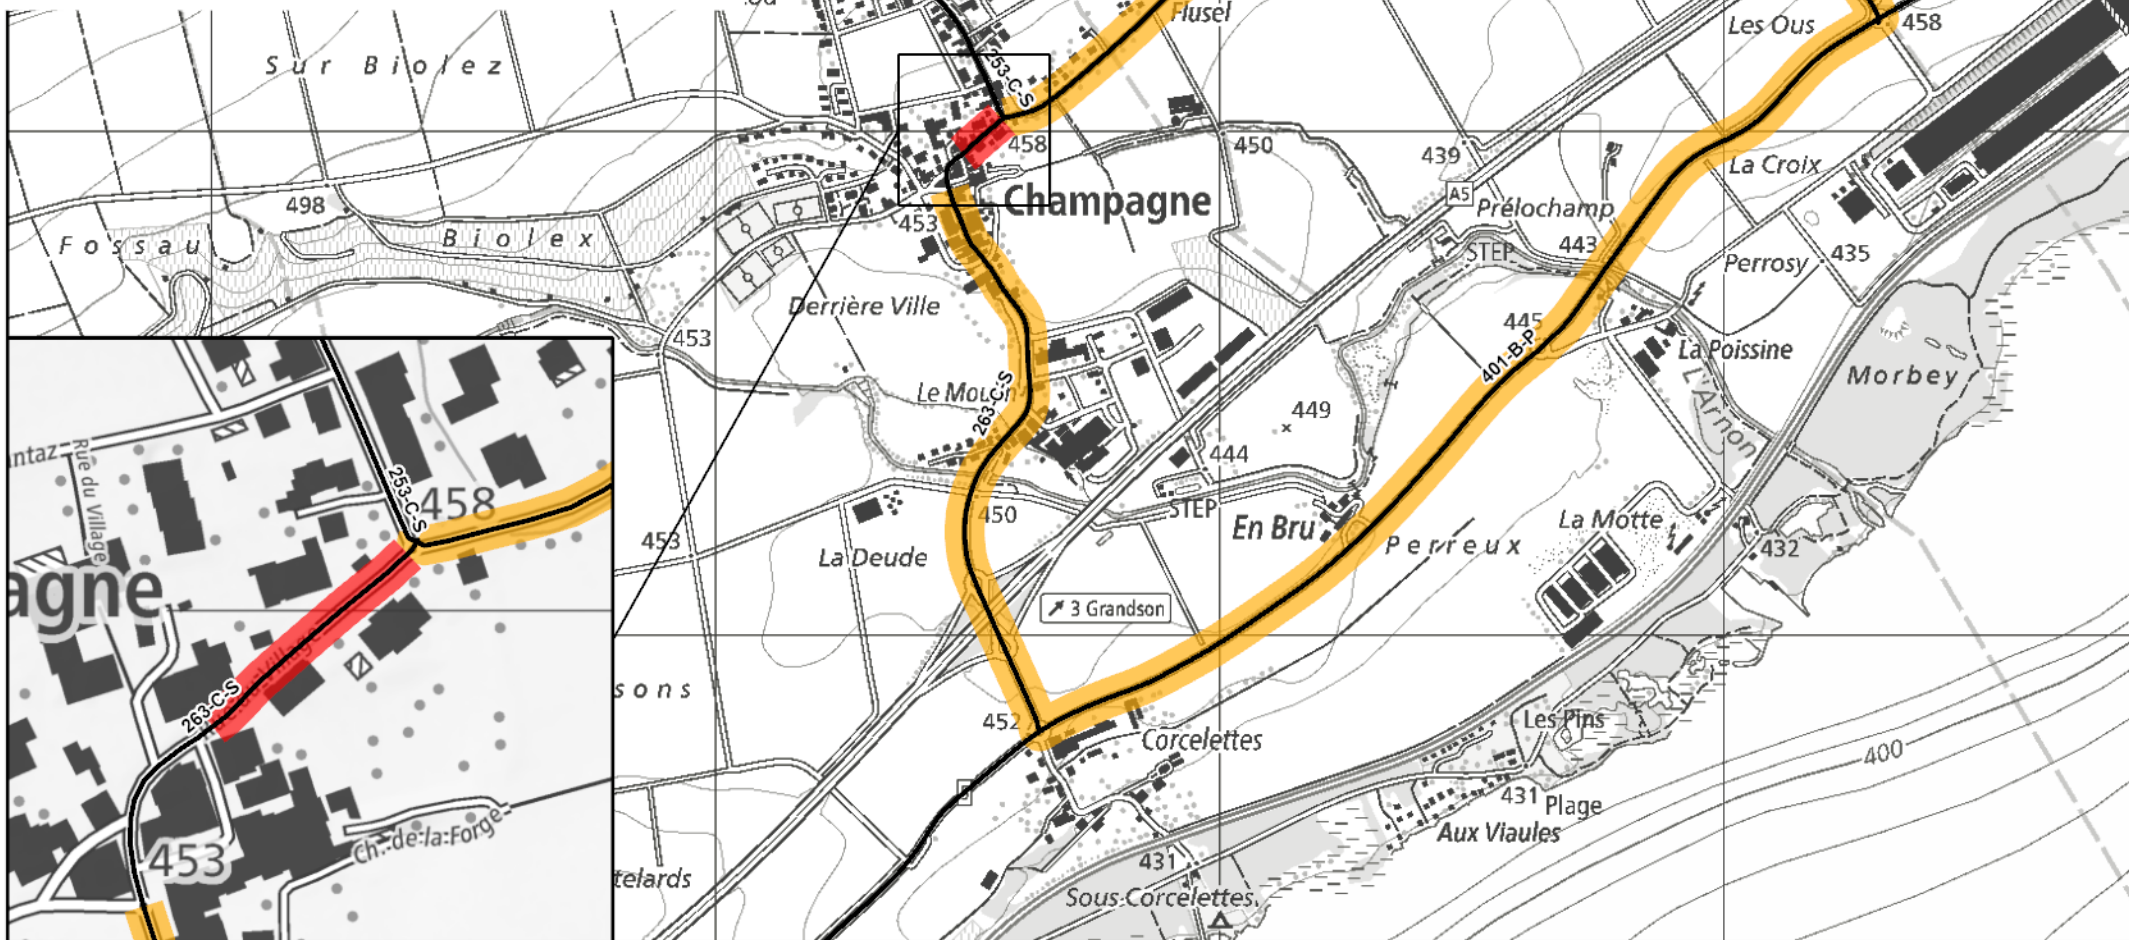 Flusel
Les Ous
458
Sur Biolez
253-C-S
458
450
439
La Croix
A5
Champagne
Prélochamp
498
453
Fossau
Biolex
STEP
443
Perrosy
435
Derrière Ville
453
445
401-B-P
La Poissine
L'Arnon
Morbey
263-C-S
449
444
450
STEP
En Bru
Perreux
La Motte
432
453
La Deude
3 Grandson
sons
452
Corcelettes
Les Pins
400
431
Plage
Aux Viaules
431
telards
Sous-Corcelettes
antaz
Rue du Village
253-C-S
458
agne
263-C-S
453
Ch.-de-la-Forge